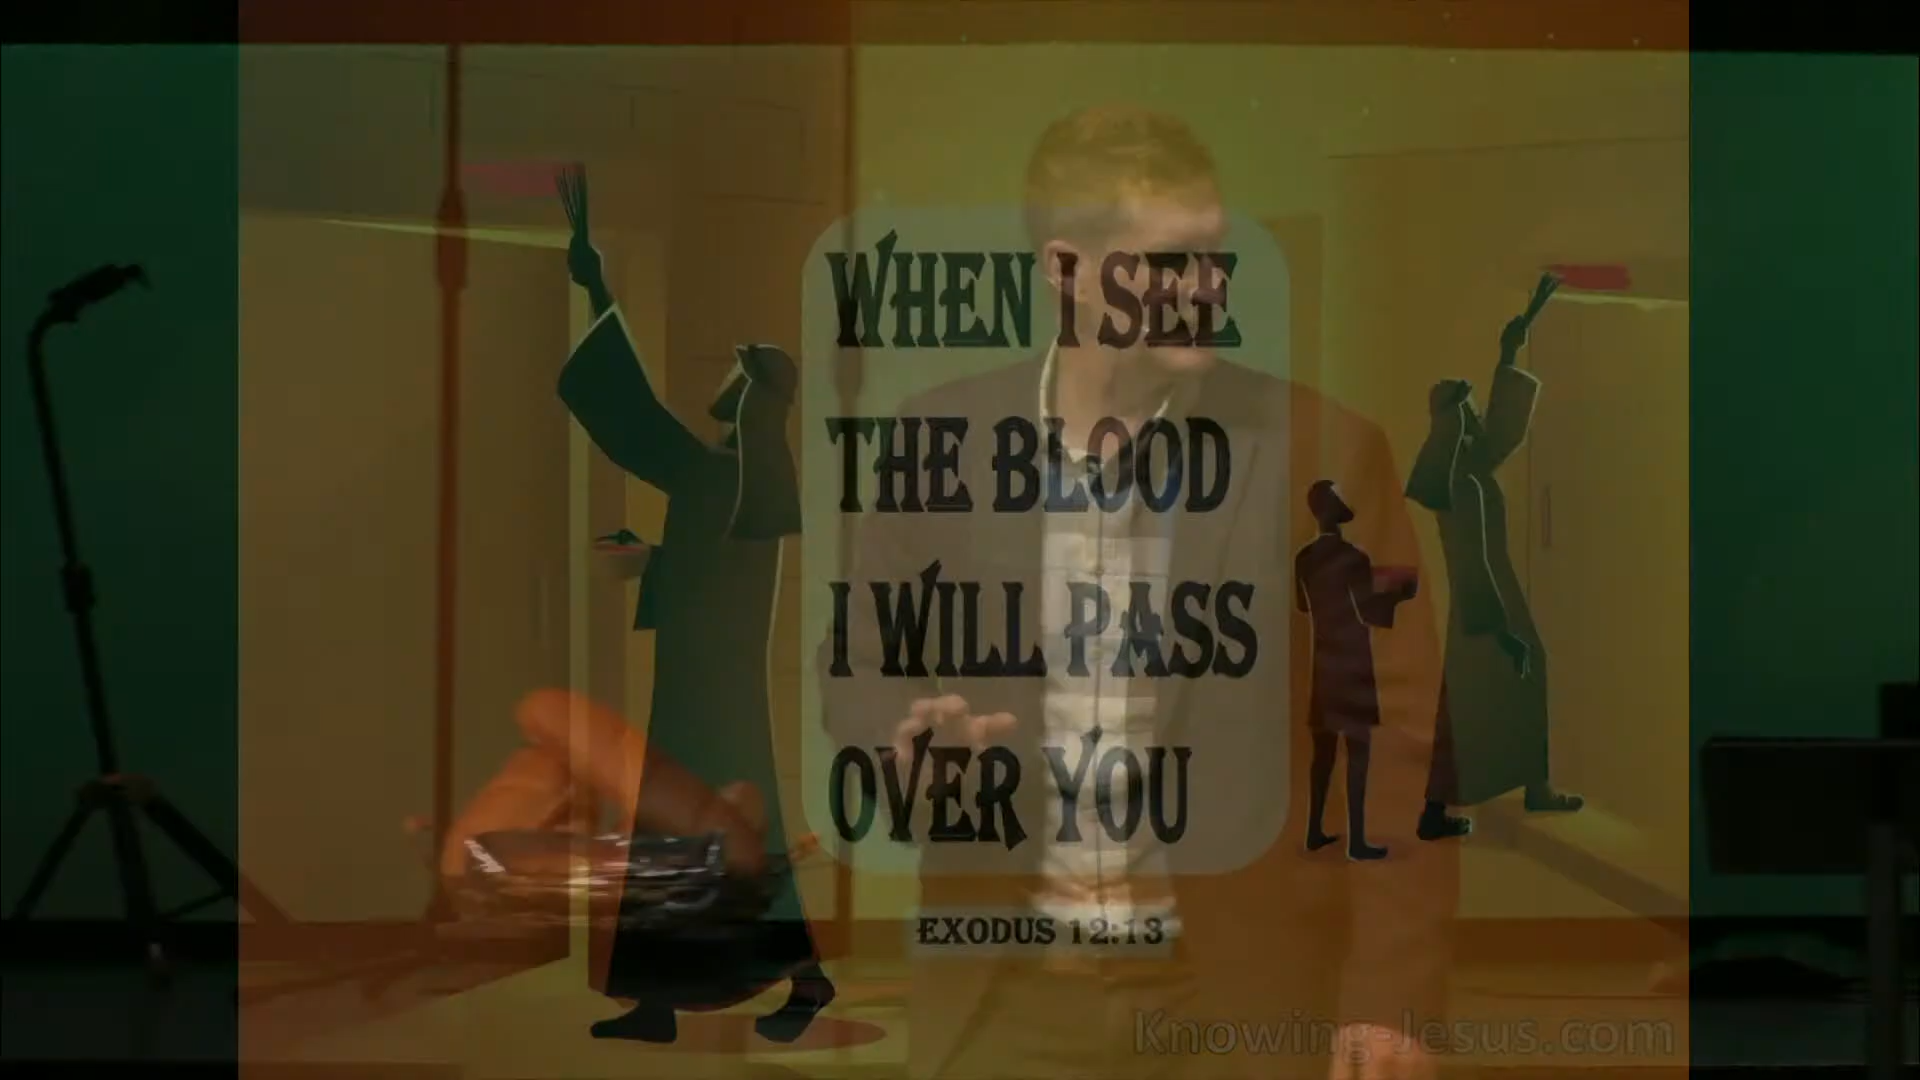 WHEN I SEE
THE BLOOD
I WILL PASS
OVER YOU
EXODUS 12:13
Knowing-Jesus.com